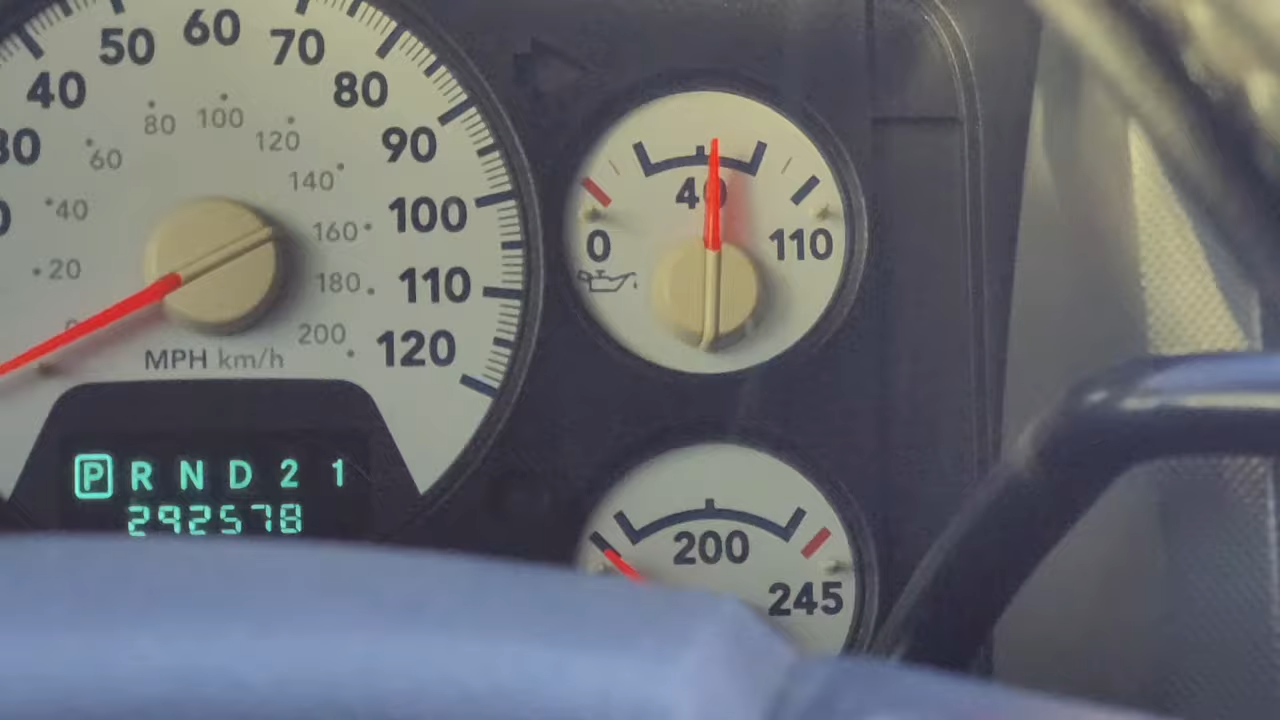 40 50 60 70 80 90 100 110 120
20 40 60 80 100 120 140 160 180 200
MPH km/h
P R N D 2 1
292578
40
0 110
200
245